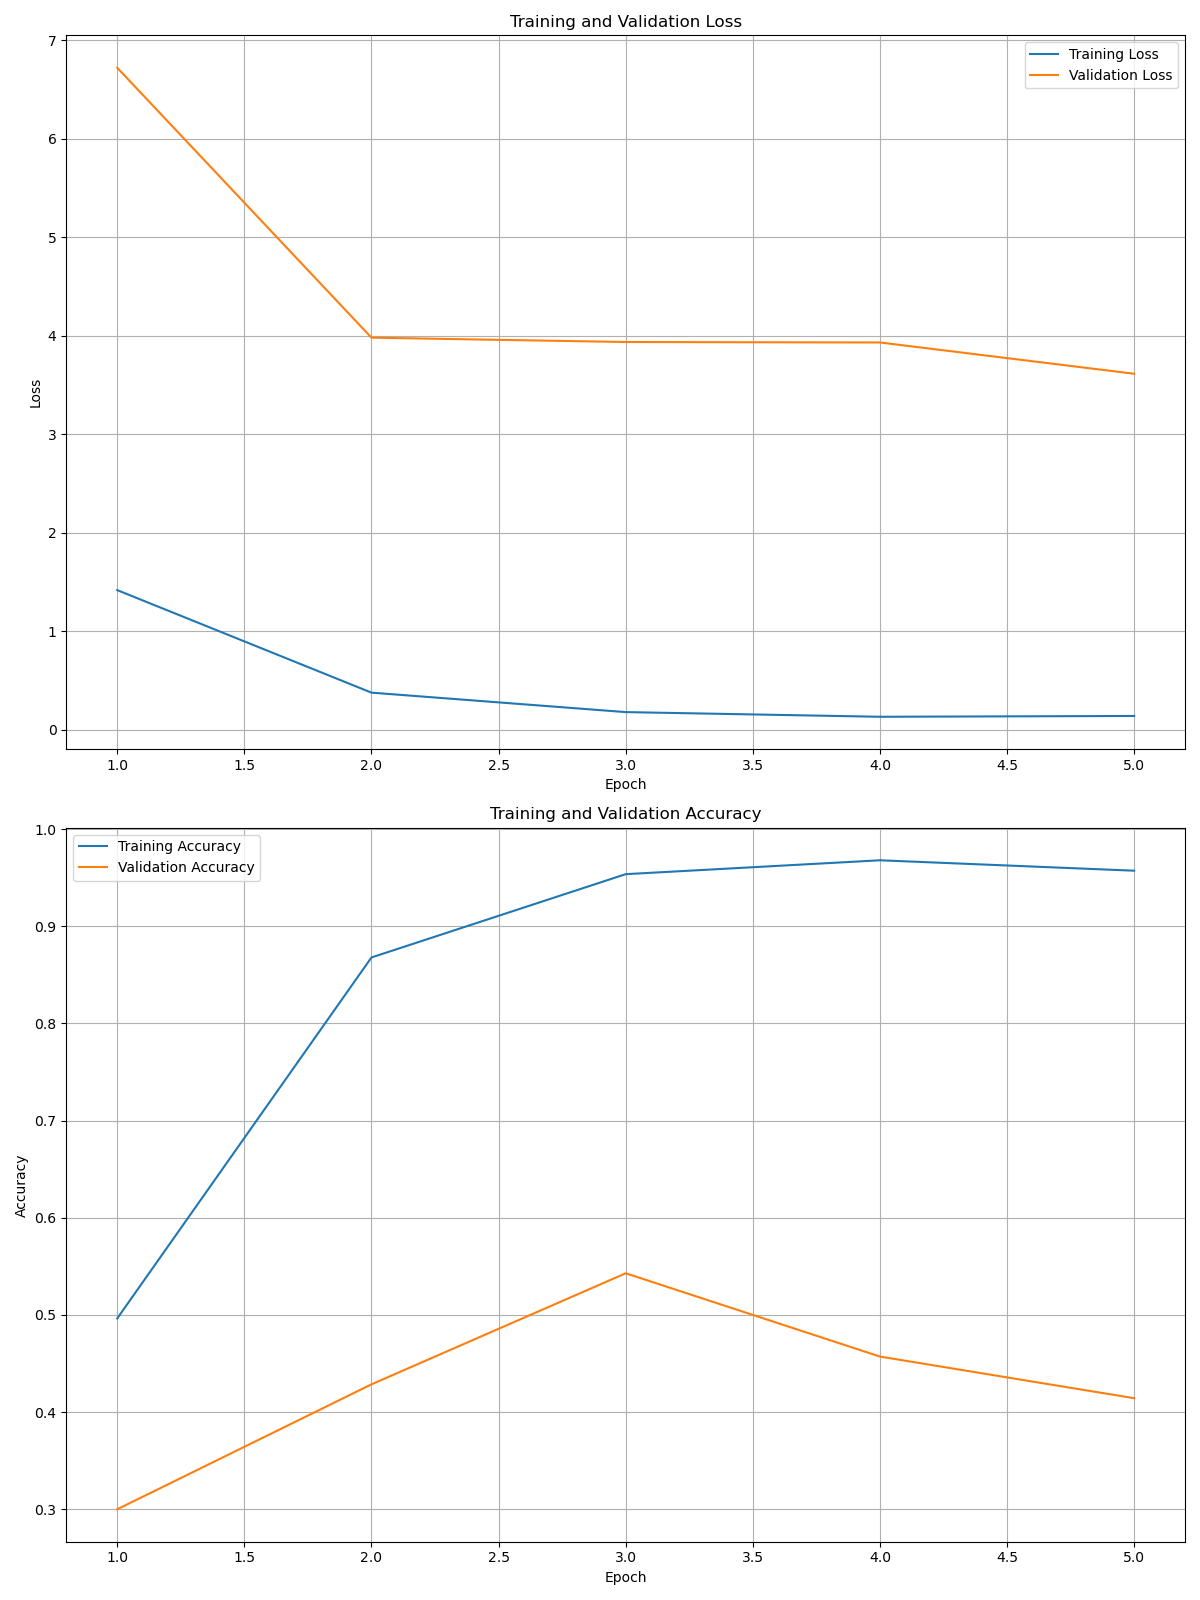 Training and Validation Loss
7
6
5
4
3
2
1
0
Loss
Training Loss
Validation Loss
1.0 1.5 2.0 2.5 3.0 3.5 4.0 4.5 5.0
Epoch
Training and Validation Accuracy
1.0
0.9
0.8
0.7
0.6
0.5
0.4
0.3
Accuracy
Training Accuracy
Validation Accuracy
1.0 1.5 2.0 2.5 3.0 3.5 4.0 4.5 5.0
Epoch